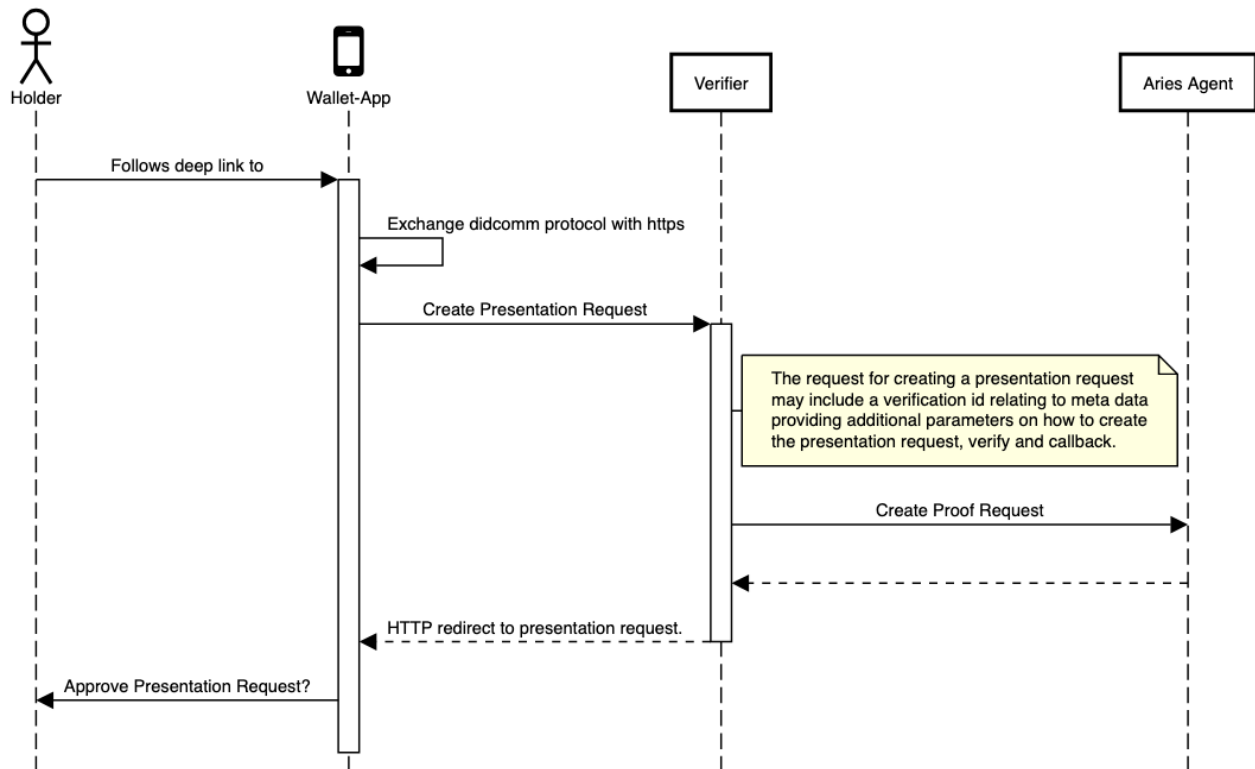 Holder
Wallet-App
Verifier
Aries Agent
Follows deep link to
Exchange didcomm protocol with https
Create Presentation Request
The request for creating a presentation request
may include a verification id relating to meta data
providing additional parameters on how to create
the presentation request, verify and callback.
Create Proof Request
HTTP redirect to presentation request.
Approve Presentation Request?